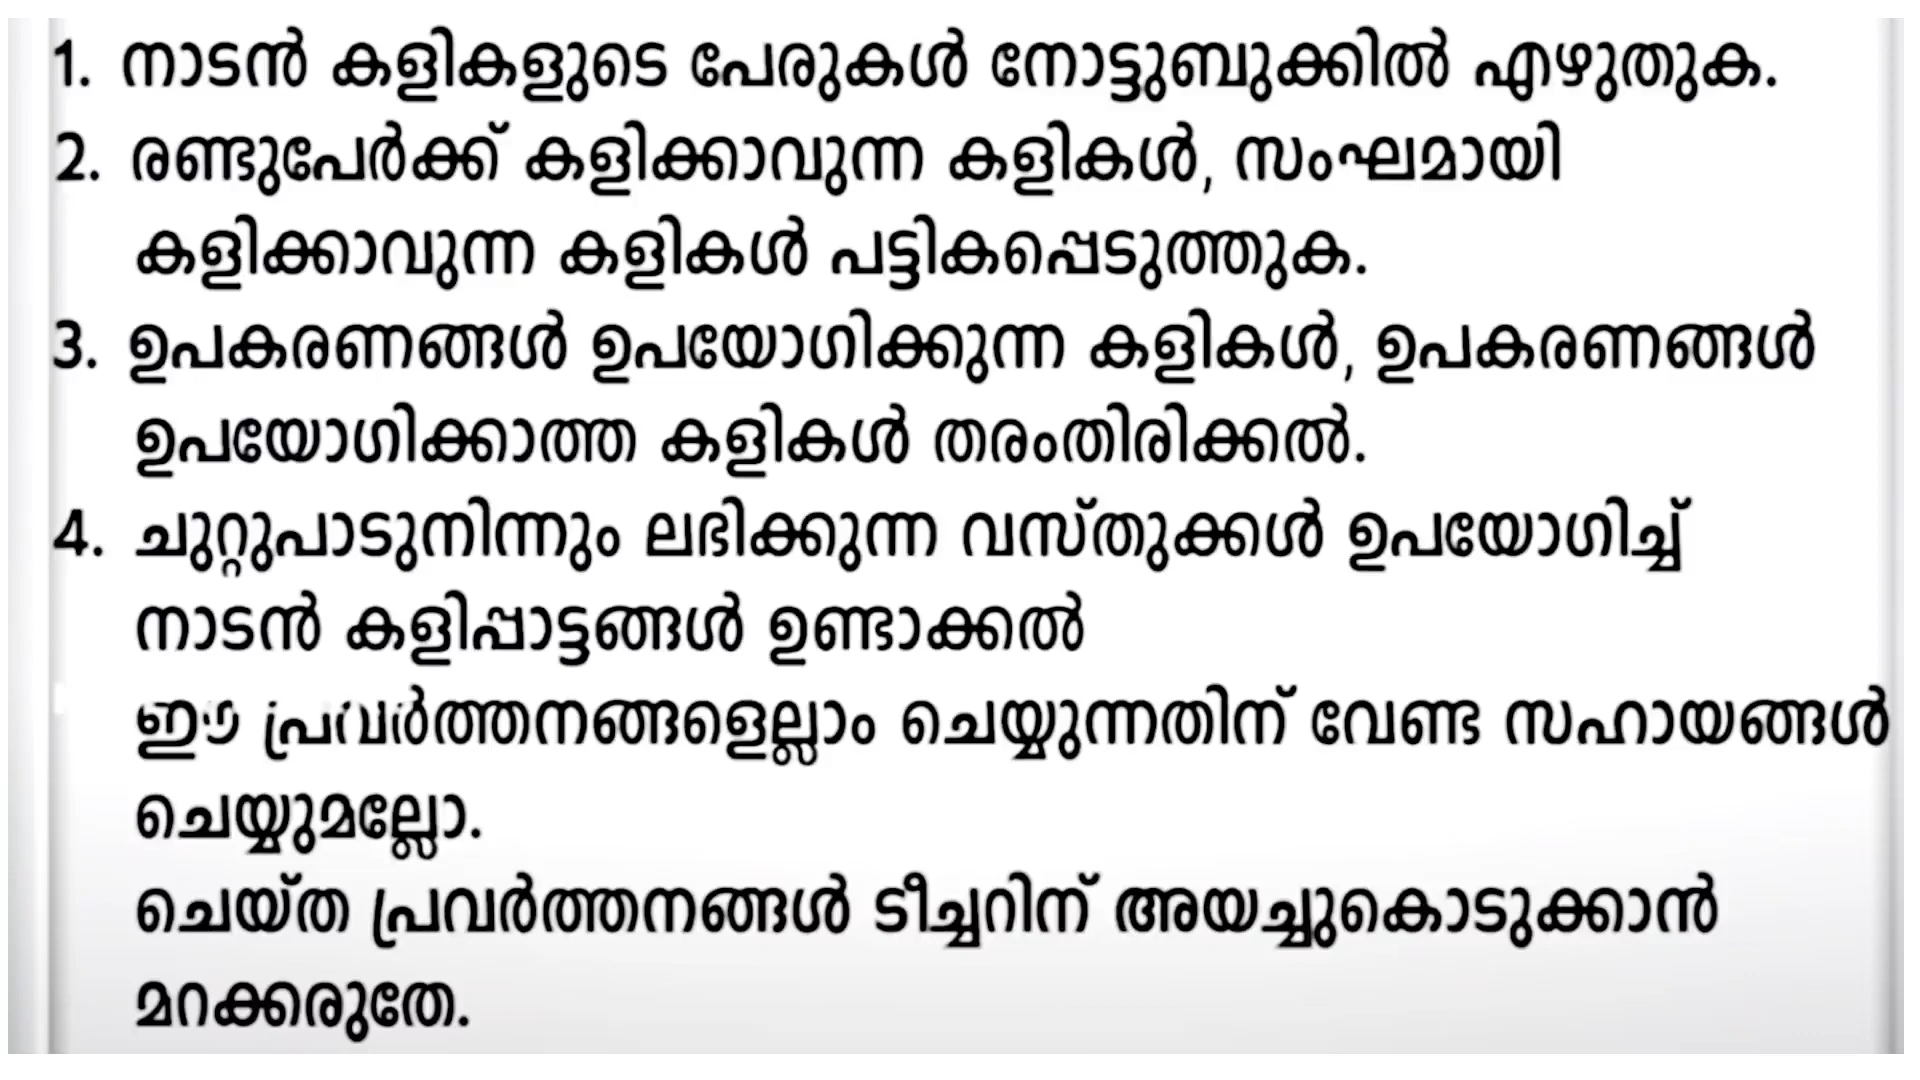 1. നാടൻ കളികളുടെ പേരുകൾ നോട്ടുബുക്കിൽ എഴുതുക.
2. രണ്ടുപേർക്ക് കളിക്കാവുന്ന കളികൾ, സംഘമായി
കളിക്കാവുന്ന കളികൾ പട്ടികപ്പെടുത്തുക.
3. ഉപകരണങ്ങൾ ഉപയോഗിക്കുന്ന കളികൾ, ഉപകരണങ്ങൾ
ഉപയോഗിക്കാത്ത കളികൾ തരംതിരിക്കൽ.
4. ചുറ്റുപാടുനിന്നും ലഭിക്കുന്ന വസ്തുക്കൾ ഉപയോഗിച്ച്
നാടൻ കളിപ്പാട്ടങ്ങൾ ഉണ്ടാക്കൽ
ഈ പ്രവർത്തനങ്ങളെല്ലാം ചെയ്യുന്നതിന് വേണ്ട സഹായങ്ങൾ
ചെയ്യുമല്ലോ.
ചെയ്ത പ്രവർത്തനങ്ങൾ ടീച്ചറിന് അയച്ചുകൊടുക്കാൻ
മറക്കരുതേ.